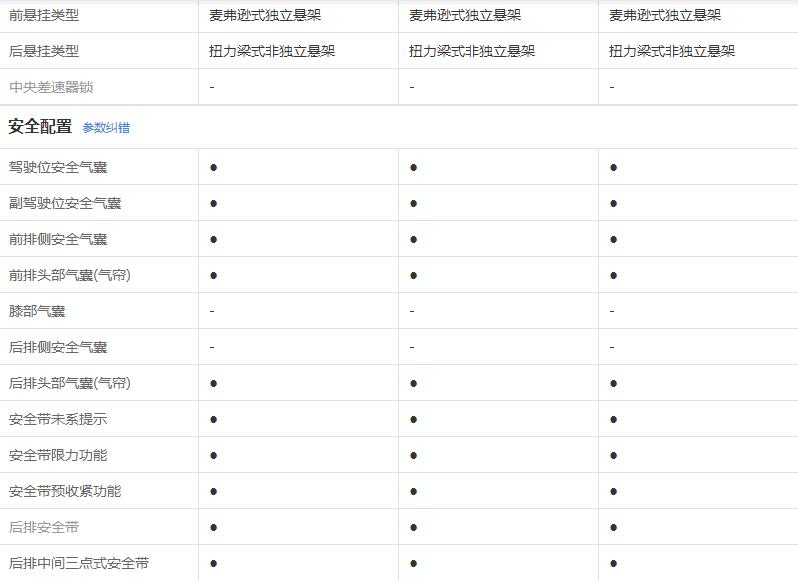 前悬挂类型 麦弗逊式独立悬架 麦弗逊式独立悬架 麦弗逊式独立悬架
后悬挂类型 扭力梁式非独立悬架 扭力梁式非独立悬架 扭力梁式非独立悬架
中央差速器锁 - - -
安全配置 参数纠错
驾驶位安全气囊 ● ● ●
副驾驶位安全气囊 ● ● ●
前排侧安全气囊 ● ● ●
前排头部气囊(气帘) ● ● ●
膝部气囊 - - -
后排侧安全气囊 - - -
后排头部气囊(气帘) ● ● ●
安全带未系提示 ● ● ●
安全带限力功能 ● ● ●
安全带预收紧功能 ● ● ●
后排安全带 ● ● ●
后排中间三点式安全带 ● ● ●